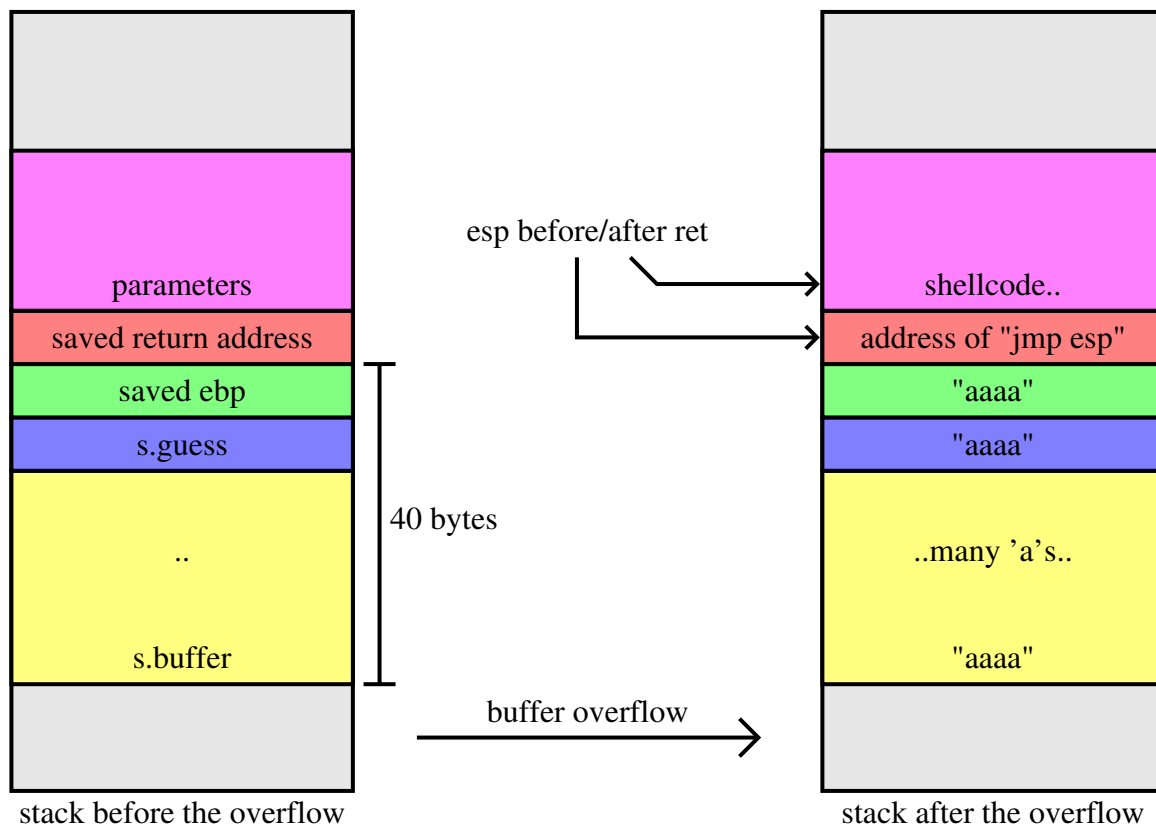 esp before/after ret
parameters
shellcode..
saved return address
address of "jmp esp"
saved ebp
"aaaa"
s.guess
"aaaa"
40 bytes
..
..many ’a’s..
s.buffer
"aaaa"
buffer overflow
stack before the overflow
stack after the overflow